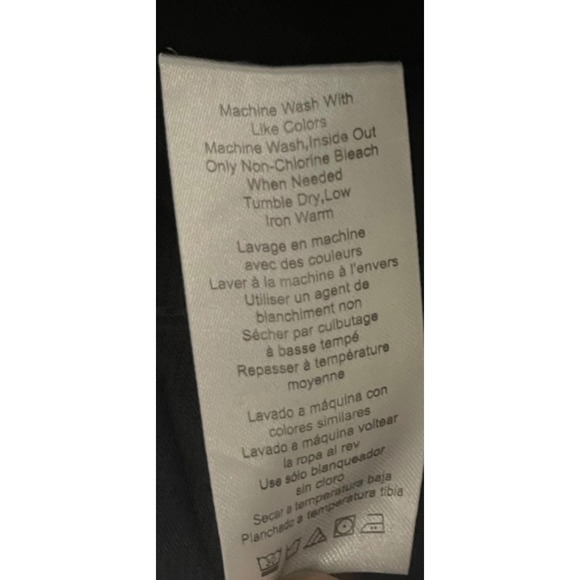 Machine Wash With
Like Colors
Machine Wash,Inside Out
Only Non-Chlorine Bleach
When Needed
Tumble Dry,Low
Iron Warm
Lavage en machine
avec des couleurs
Laver à la machine à l'envers
Utiliser un agent de
blanchiment non
Sécher par culbutage
à basse tempé
Repasser à température
moyenne
Lavado a máquina con
colores similares
Lavado a máquina voltear
la ropa al rev
Use sólo blanqueador
sin cloro
Secar a temperatura baja
Planchado a temperatura tibia